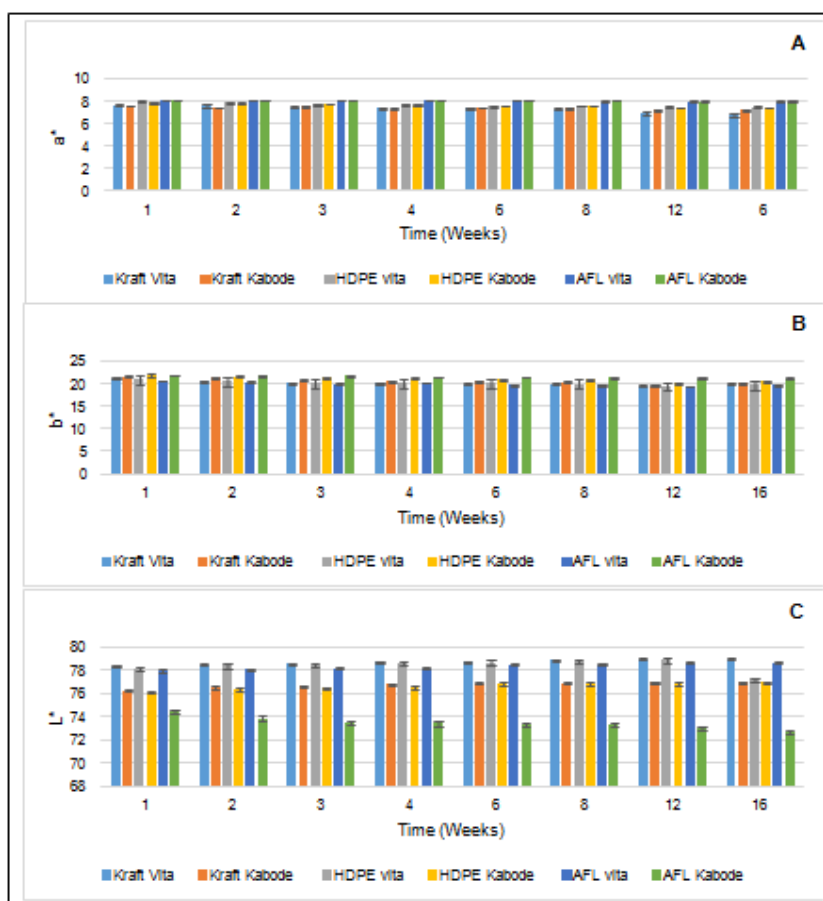 A
10
8
6
4
2
0
a*
1 2 3 4 6 8 12 6
Time (Weeks)
Kraft Vita Kraft Kabode HDPE vita HDPE Kabode AFL vita AFL Kabode
B
25
20
15
10
5
0
b*
1 2 3 4 6 8 12 16
Time (Weeks)
Kraft Vita Kraft Kabode HDPE vita HDPE Kabode AFL vita AFL Kabode
C
80
78
76
74
72
70
68
L*
1 2 3 4 6 8 12 16
Time (Weeks)
Kraft Vita Kraft Kabode HDPE vita HDPE Kabode AFL vita AFL Kabode